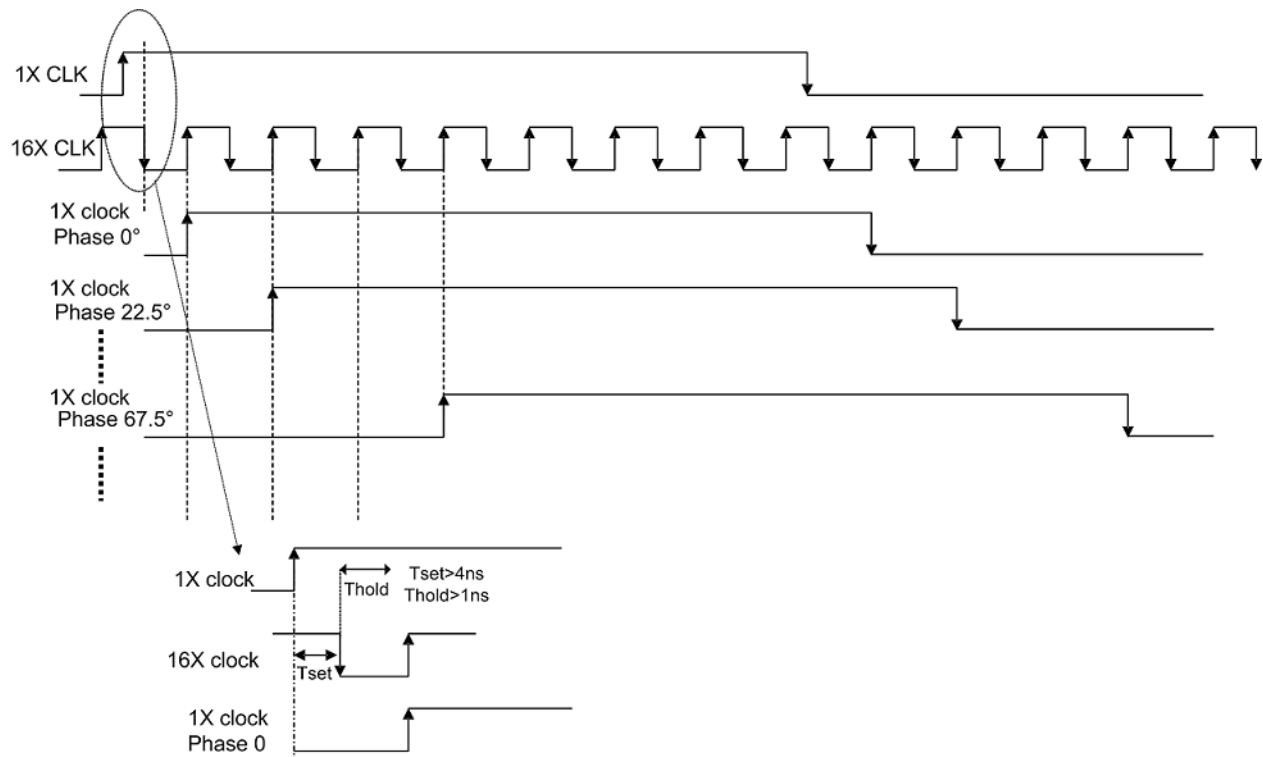 1X CLK
16X CLK
1X clock
Phase 0°
1X clock
Phase 22.5°
1X clock
Phase 67.5°
1X clock
Thold
Tset>4ns
Thold>1ns
16X clock
Tset
1X clock
Phase 0